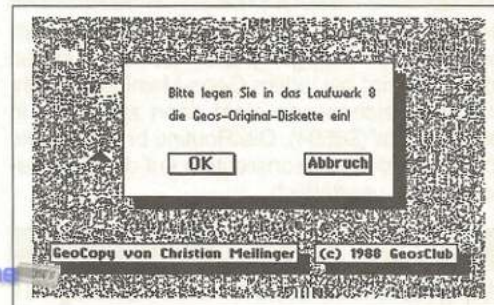 Bitte legen Sie in das Laufwerk 8
die Geos-Original-Diskette ein!
OK
Abbruch
GeoCopy von Christian Meilinger
(c) 1988 GeosClub